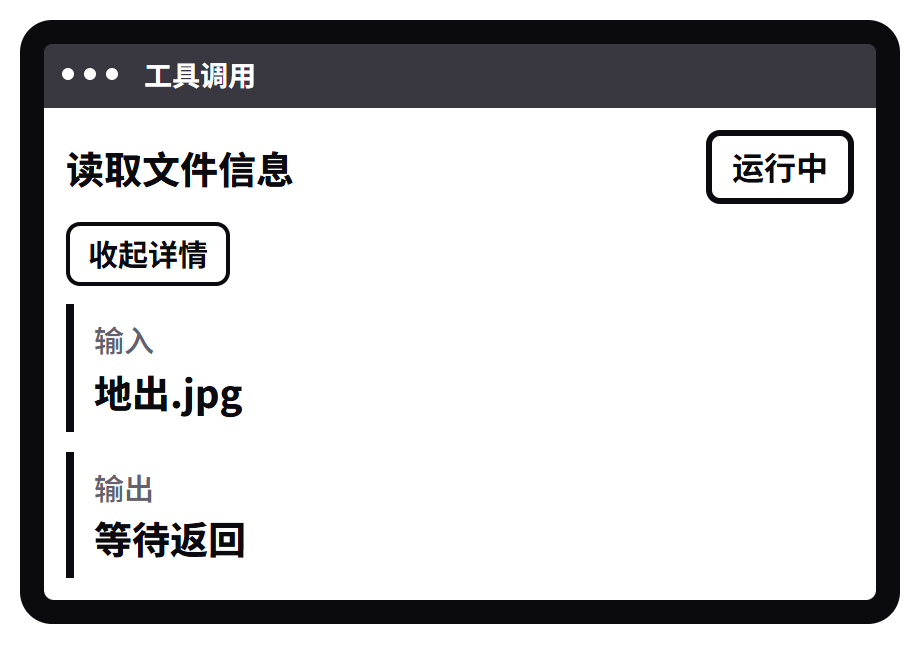 工具调用
读取文件信息
运行中
收起详情
输入
地出.jpg
输出
等待返回